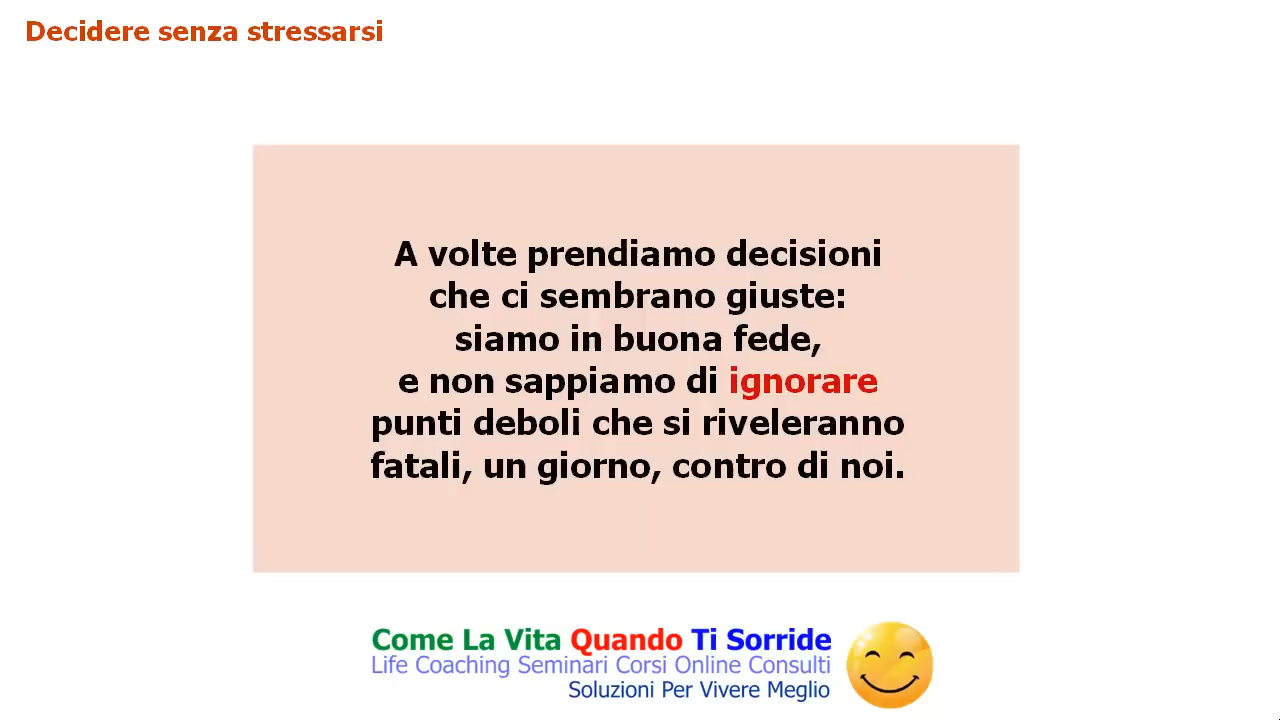 Decidere senza stressarsi
A volte prendiamo decisioni
che ci sembrano giuste:
siamo in buona fede,
e non sappiamo di ignorare
punti deboli che si riveleranno
fatali, un giorno, contro di noi.
Come La Vita Quando Ti Sorride
Life Coaching Seminari Corsi Online Consulti
Soluzioni Per Vivere Meglio